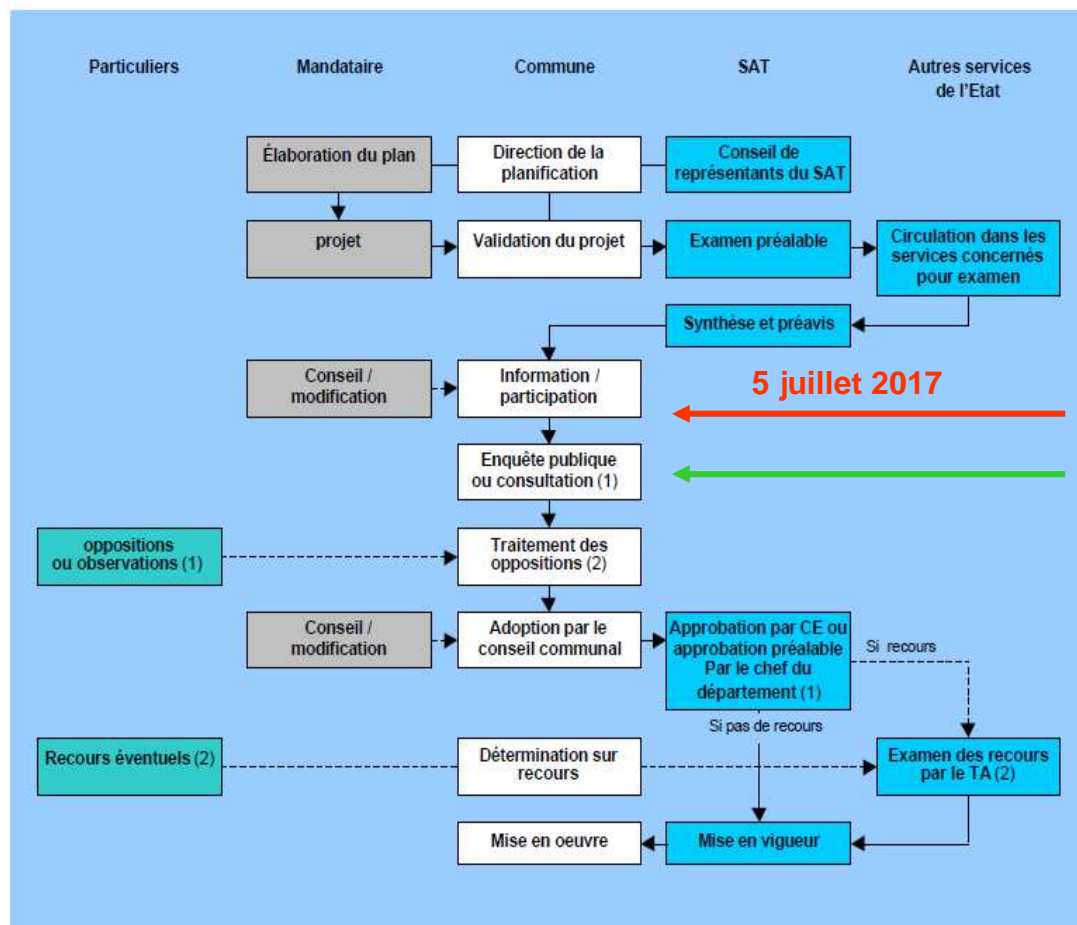 Particuliers
Mandataire
Commune
SAT
Autres services
de l'Etat
Élaboration du plan
Direction de la
planification
Conseil de
représentants du SAT
projet
Validation du projet
Examen préalable
Circulation dans les
services concernés
pour examen
Synthèse et préavis
Conseil /
modification
Information /
participation
5 juillet 2017
Enquête publique
ou consultation (1)
oppositions
ou observations (1)
Traitement des
oppositions (2)
Conseil /
modification
Adoption par le
conseil communal
Approbation par CE ou
approbation préalable
Par le chef du
département (1)
Si recours
Si pas de recours
Recours éventuels (2)
Détermination sur
recours
Examen des recours
par le TA (2)
Mise en oeuvre
Mise en vigueur